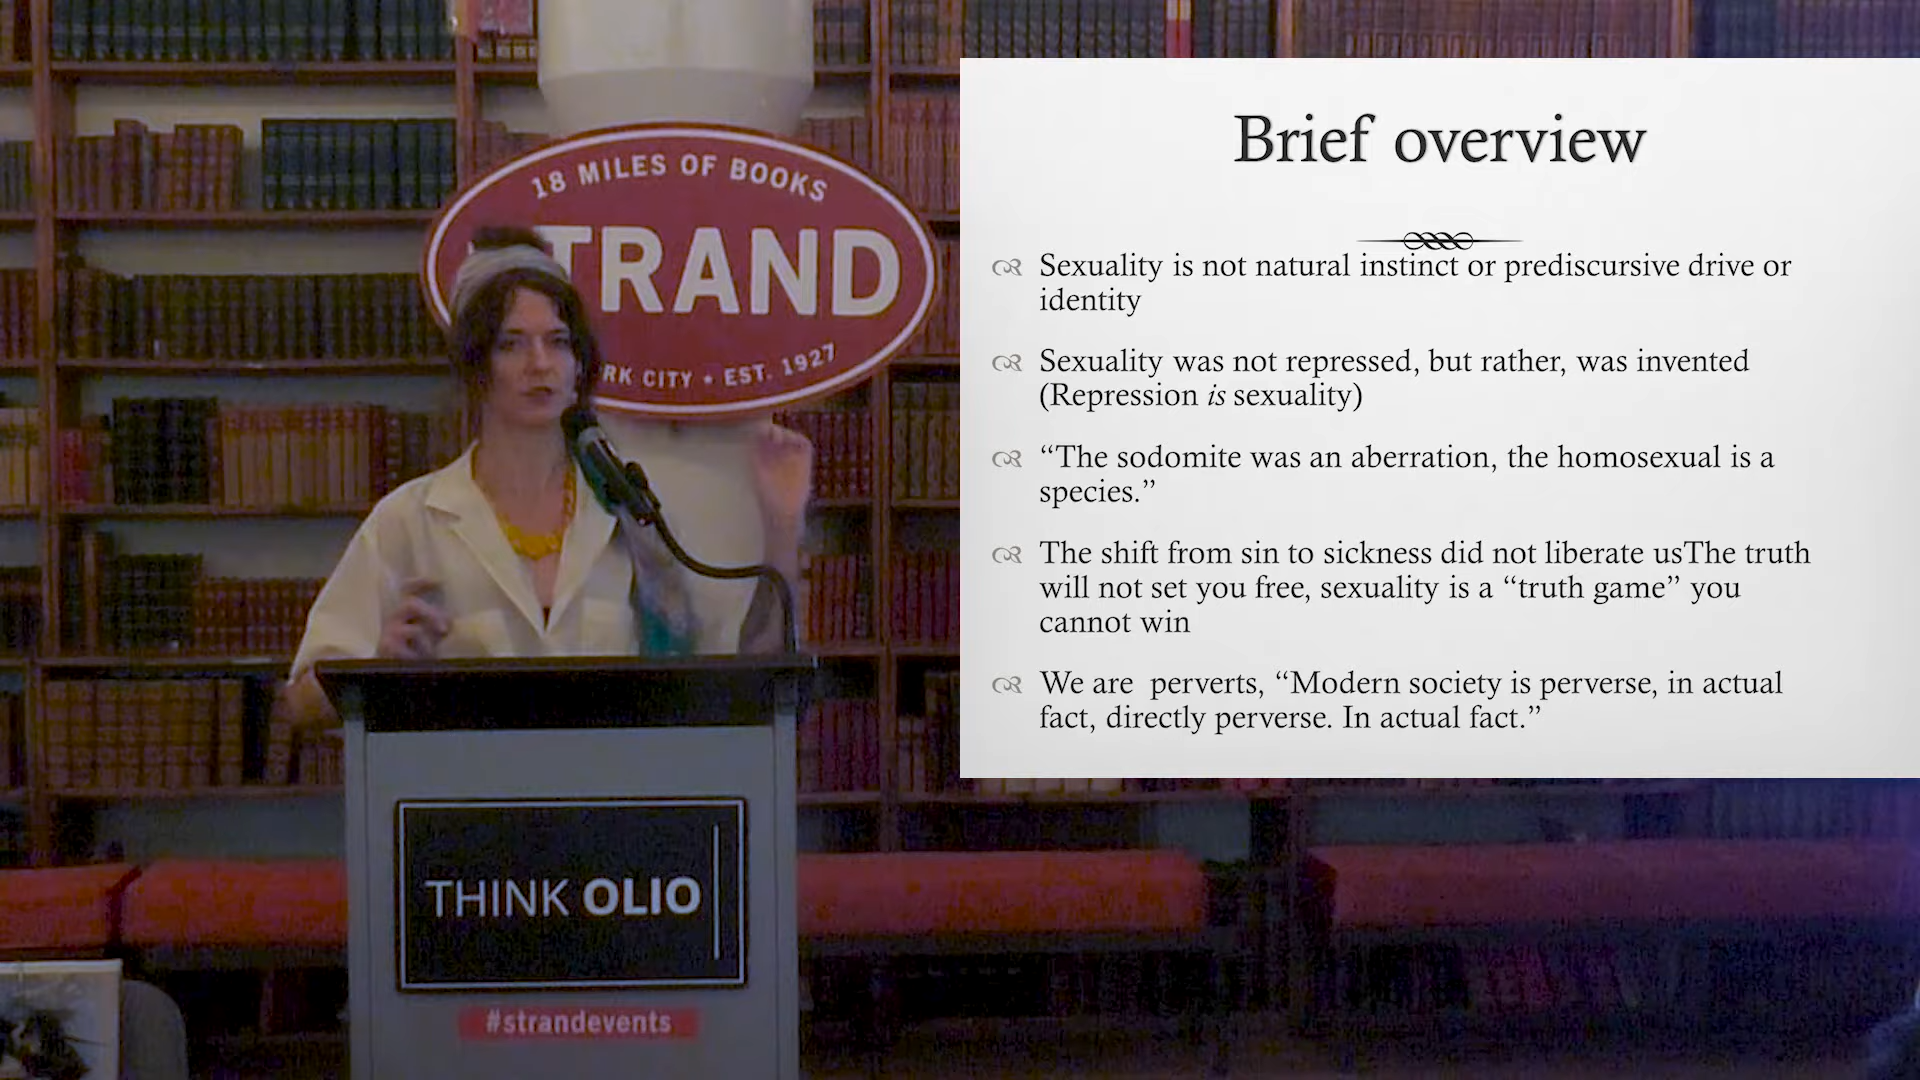 18 MILES OF BOOKS
TRAND
RK CITY ★ EST. 1927
THINK OLIO
#strandevents
Brief overview
Sexuality is not natural instinct or prediscursive drive or
identity
Sexuality was not repressed, but rather, was invented
(Repression is sexuality)
“The sodomite was an aberration, the homosexual is a
species.”
The shift from sin to sickness did not liberate usThe truth
will not set you free, sexuality is a “truth game” you
cannot win
We are  perverts, “Modern society is perverse, in actual
fact, directly perverse. In actual fact.”